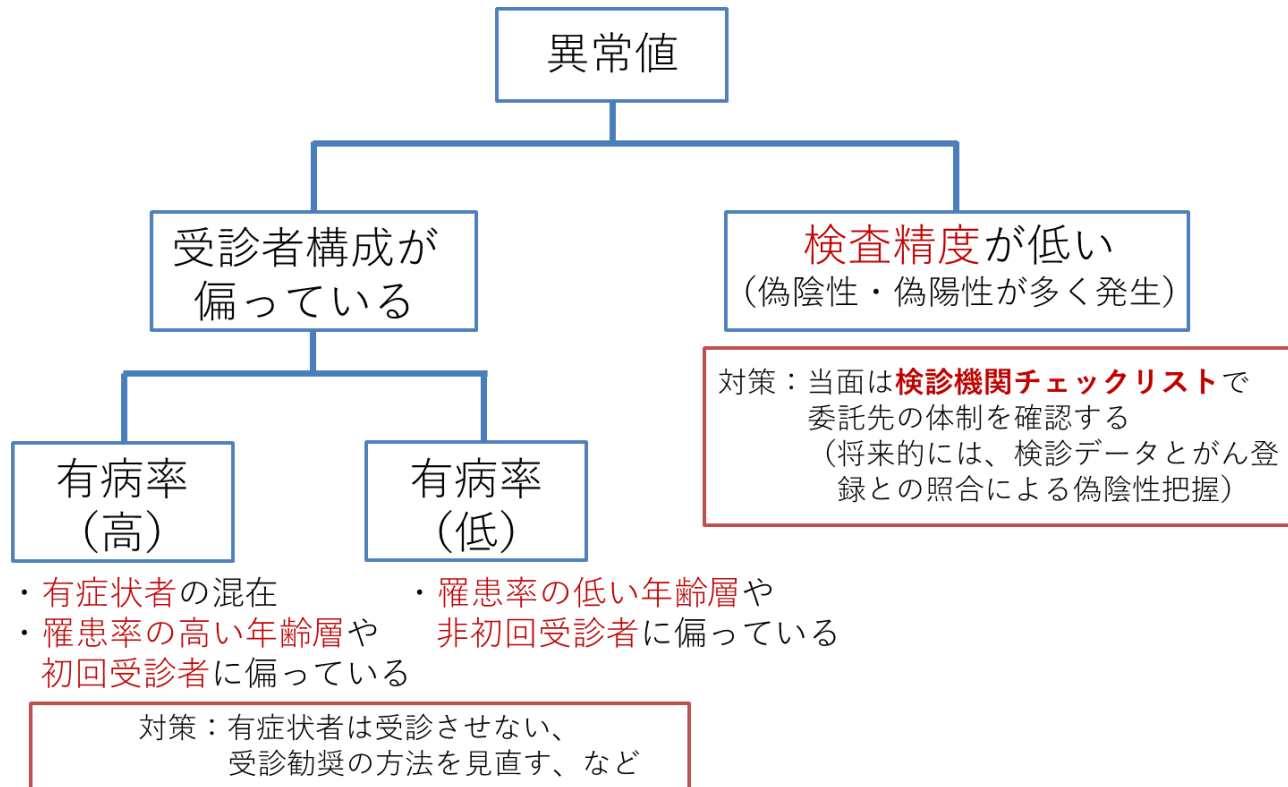 異常値
受診者構成が
偏っている
検査精度が低い
（偽陰性・偽陽性が多く発生）
対策：当面は検診機関チェックリストで
委託先の体制を確認する
（将来的には、検診データとがん登
録との照合による偽陰性把握）
有病率
（高）
有病率
（低）
・有症状者の混在
・罹患率の高い年齢層や
初回受診者に偏っている
・罹患率の低い年齢層や
非初回受診者に偏っている
対策：有症状者は受診させない、
受診勧奨の方法を見直す、など